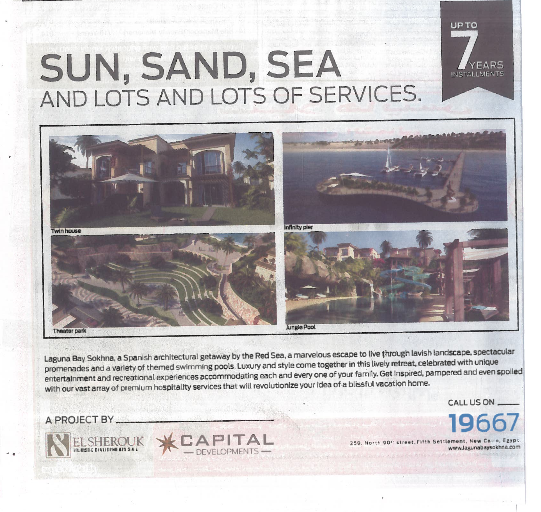 UP TO
7 YEARS
INSTALLMENTS
SUN, SAND, SEA
AND LOTS AND LOTS OF SERVICES.
Twin house
Infinity pier
Theater park
Jungle Pool
Laguna Bay Sokhna, a Spanish architectural getaway by the Red Sea, a marvelous escape to live through lavish landscape, spectacular
promenades and a variety of themed swimming pools. Luxury and style come together in this lively retreat, celebrated with unique
entertainment and recreational experiences accommodating each and every one of your family. Get inspired, pampered and even spoiled
with our vast array of premium hospitality services that will revolutionize your idea of a blissful vacation home.
CALL US ON
19667
A PROJECT BY
ELSHEROUK
CAPITAL
DEVELOPMENTS
250, North 90th street, Fifth Settlement, New Cairo, Egypt
www.lagunabaysokhna.com